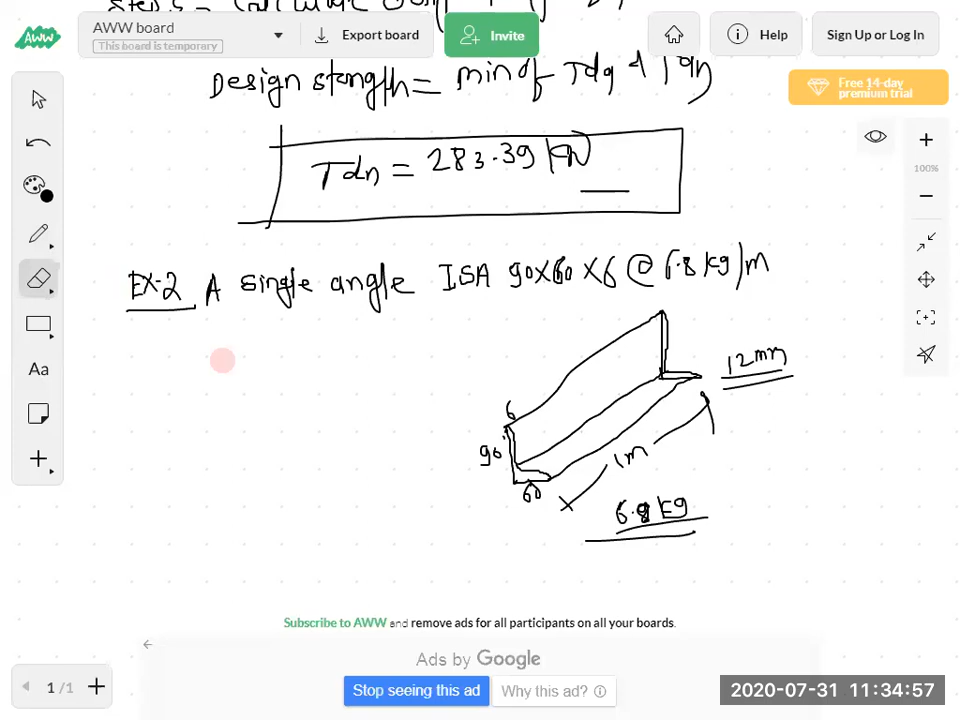 AWW board
This board is temporary
Export board
Invite
Help
Sign Up or Log In
Free 14-day
premium trial
AWW
Design stength = min of Tdg & Tdn
Tdn = 283.39 kN
100%
EX-2 A single angle ISA 90x60x6 @ 6.8 kg/m
12mm
6
90
60
1m
6.8 kg
Aa
Subscribe to AWW and remove ads for all participants on all your boards.
Ads by Google
Stop seeing this ad
Why this ad?
1 /1
2020-07-31 11:34:57